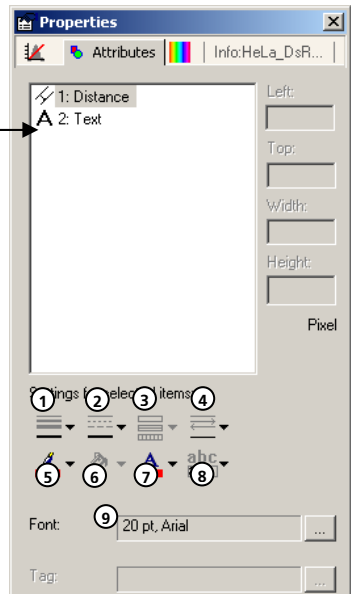 Properties
Attributes Info:HeLa_DsR...
1: Distance
2: Text
Left:
Top:
Width:
Height:
Pixel
Settings for selected items:
1 2 3 4
5 6 7 8
abc
9
Font: 20 pt, Arial ...
Tag: ...